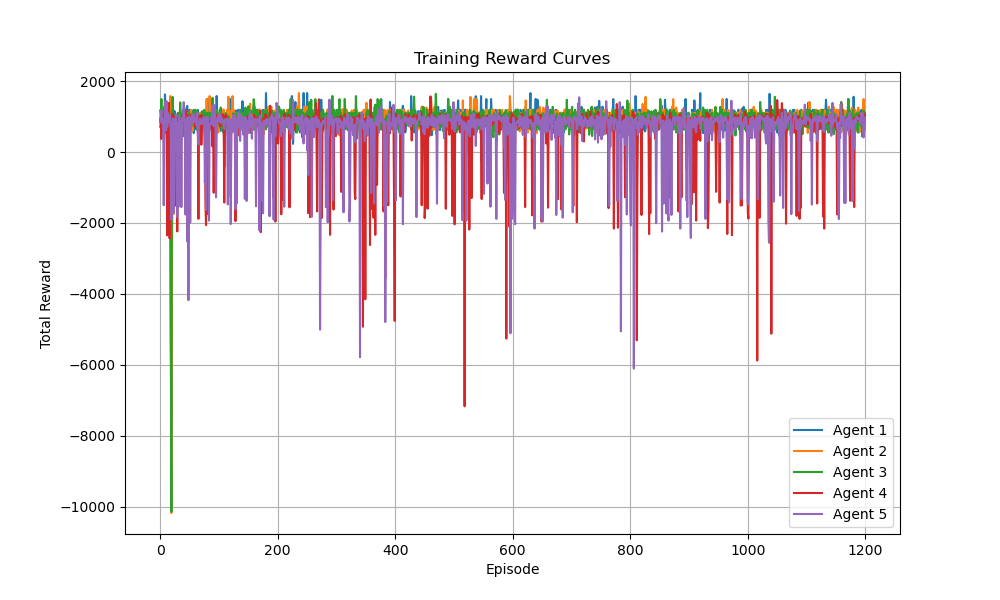 Training Reward Curves
2000
0
−2000
−4000
−6000
−8000
−10000
Total Reward
0 200 400 600 800 1000 1200
Episode
Agent 1
Agent 2
Agent 3
Agent 4
Agent 5